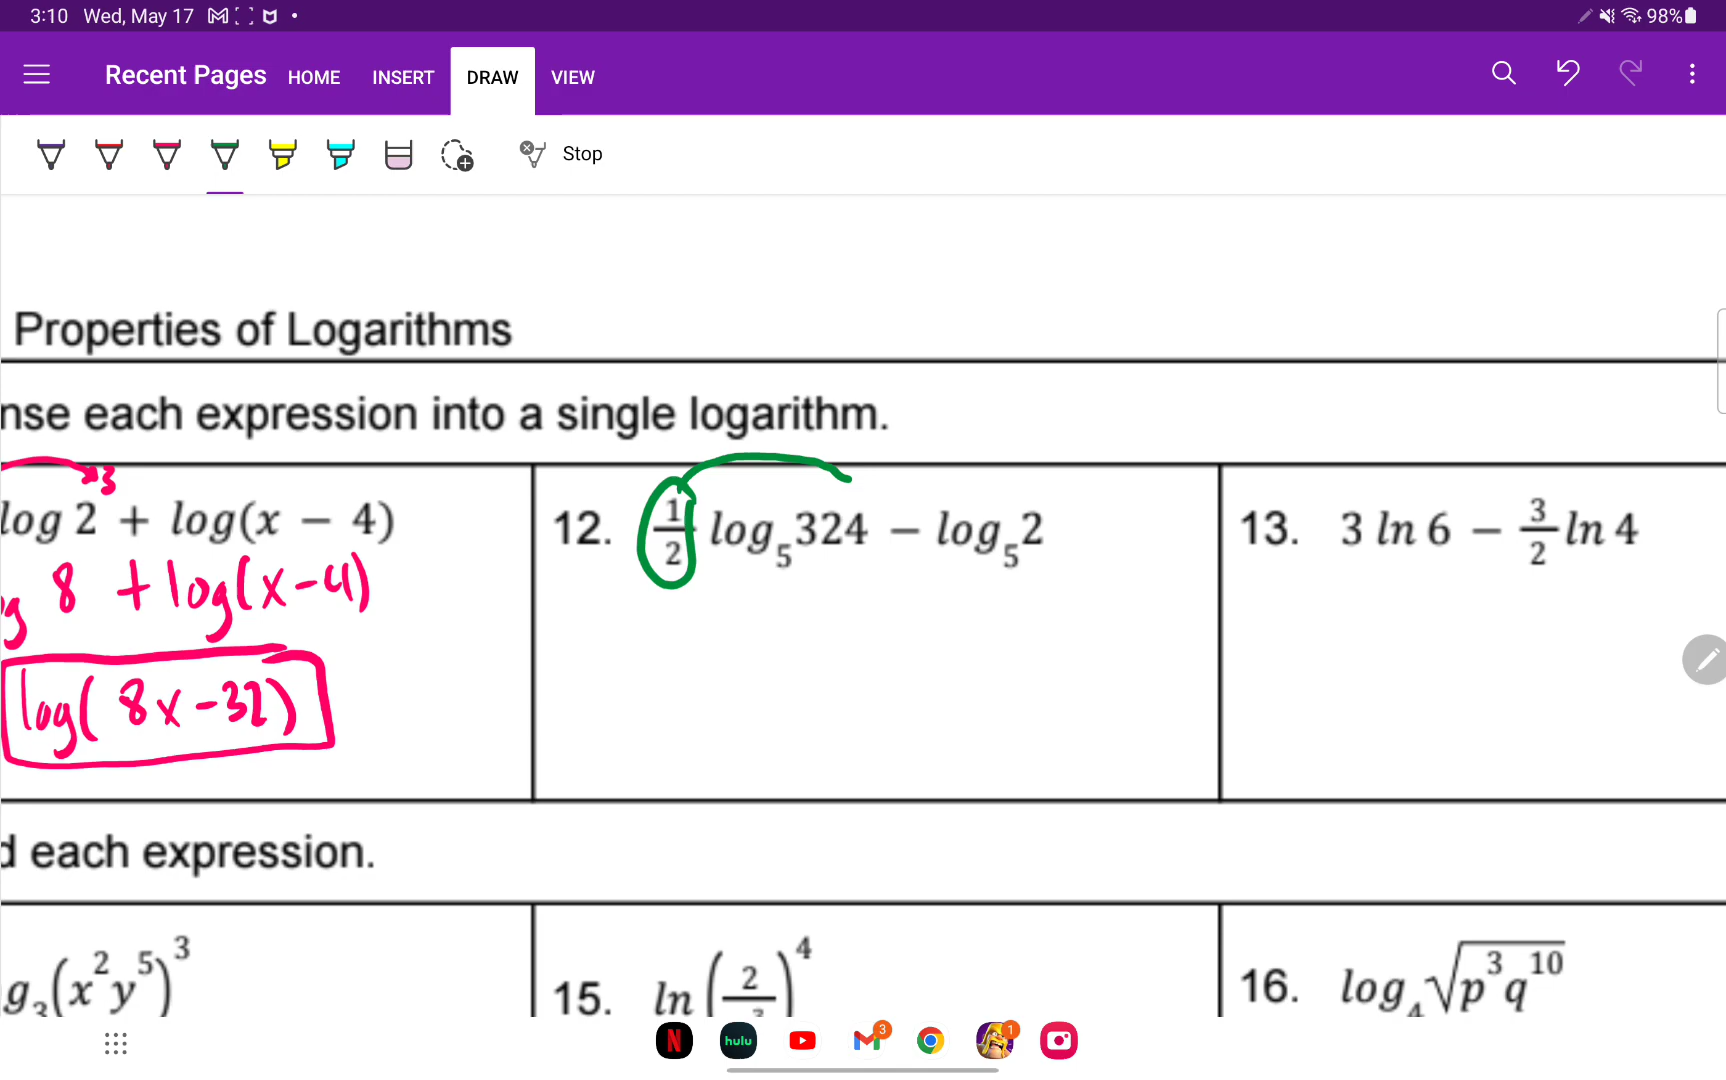 3:10 Wed, May 17 98%
Recent Pages HOME INSERT DRAW VIEW
Stop
Properties of Logarithms
nse each expression into a single logarithm.
log 2³ + log(x − 4)
g 8 + log(x-4)
log(8x-32)
12. 1/2 log₅324 − log₅2
13. 3 ln 6 − 3/2 ln 4
d each expression.
g₃(x²y⁵)³
15. ln(2/ ₃)⁴
16. log₄√p³q¹⁰
N hulu 3 1